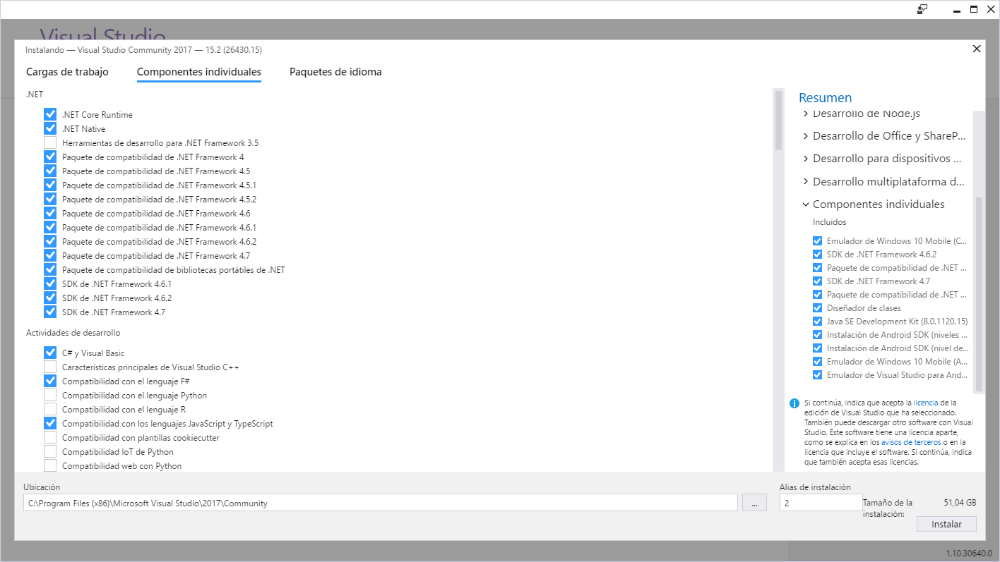 Visual Studio
Instalando — Visual Studio Community 2017 — 15.2 (26430.15)
Cargas de trabajo
Componentes individuales
Paquetes de idioma
.NET
.NET Core Runtime
.NET Native
Herramientas de desarrollo para .NET Framework 3.5
Paquete de compatibilidad de .NET Framework 4
Paquete de compatibilidad de .NET Framework 4.5
Paquete de compatibilidad de .NET Framework 4.5.1
Paquete de compatibilidad de .NET Framework 4.5.2
Paquete de compatibilidad de .NET Framework 4.6
Paquete de compatibilidad de .NET Framework 4.6.1
Paquete de compatibilidad de .NET Framework 4.6.2
Paquete de compatibilidad de .NET Framework 4.7
Paquete de compatibilidad de bibliotecas portátiles de .NET
SDK de .NET Framework 4.6.1
SDK de .NET Framework 4.6.2
SDK de .NET Framework 4.7
Actividades de desarrollo
C# y Visual Basic
Características principales de Visual Studio C++
Compatibilidad con el lenguaje F#
Compatibilidad con el lenguaje Python
Compatibilidad con el lenguaje R
Compatibilidad con los lenguajes JavaScript y TypeScript
Compatibilidad con plantillas cookiecutter
Compatibilidad IoT de Python
Compatibilidad web con Python
Resumen
Desarrollo de Node.js
Desarrollo de Office y ShareP...
Desarrollo para dispositivos ...
Desarrollo multiplataforma d...
Componentes individuales
Incluidos
Emulador de Windows 10 Mobile (C...
SDK de .NET Framework 4.6.2
Paquete de compatibilidad de .NET ...
SDK de .NET Framework 4.7
Paquete de compatibilidad de .NET ...
Diseñador de clases
Java SE Development Kit (8.0.1120.15)
Instalación de Android SDK (niveles ...
Instalación de Android SDK (nivel de...
Emulador de Windows 10 Mobile (A...
Emulador de Visual Studio para And...
Si continúa, indica que acepta la licencia de la
edición de Visual Studio que ha seleccionado.
También puede descargar otro software con Visual
Studio. Este software tiene una licencia aparte,
como se explica en los avisos de terceros o en la
licencia que incluye el software. Si continúa, indica
que también acepta esas licencias.
Ubicación
C:\Program Files (x86)\Microsoft Visual Studio\2017\Community
...
Alias de instalación
2
Tamaño de la
instalación:
51,04 GB
Instalar
1.10.30640.0